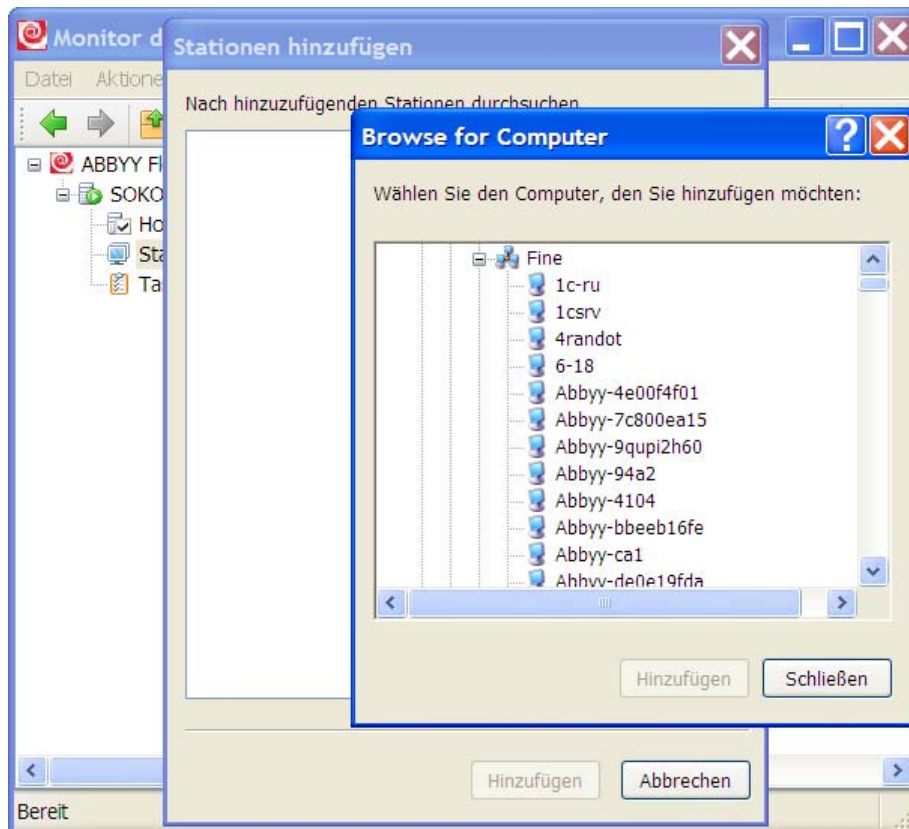 Monitor d
Datei Aktione
ABBYY Fl
SOKO
Ho
Sta
Ta
Bereit
Stationen hinzufügen
Nach hinzuzufügenden Stationen durchsuchen
Hinzufügen Abbrechen
Browse for Computer
Wählen Sie den Computer, den Sie hinzufügen möchten:
Fine
1c-ru
1csrv
4randot
6-18
Abbyy-4e00f4f01
Abbyy-7c800ea15
Abbyy-9qupi2h60
Abbyy-94a2
Abbyy-4104
Abbyy-bbeeb16fe
Abbyy-ca1
Abbyy-de0e19fda
Hinzufügen Schließen